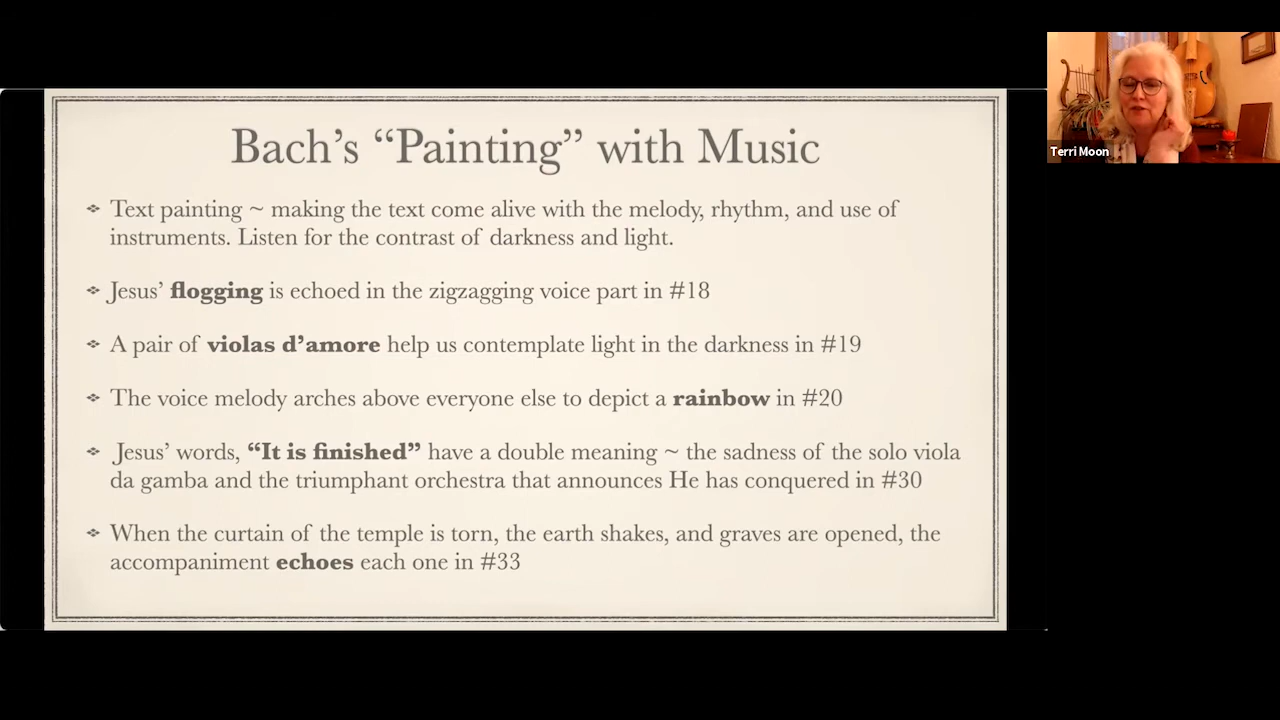 Bach’s “Painting” with Music
Text painting ~ making the text come alive with the melody, rhythm, and use of
instruments. Listen for the contrast of darkness and light.
Jesus’ flogging is echoed in the zigzagging voice part in #18
A pair of violas d’amore help us contemplate light in the darkness in #19
The voice melody arches above everyone else to depict a rainbow in #20
Jesus’ words, “It is finished” have a double meaning ~ the sadness of the solo viola
da gamba and the triumphant orchestra that announces He has conquered in #30
When the curtain of the temple is torn, the earth shakes, and graves are opened, the
accompaniment echoes each one in #33
Terri Moon